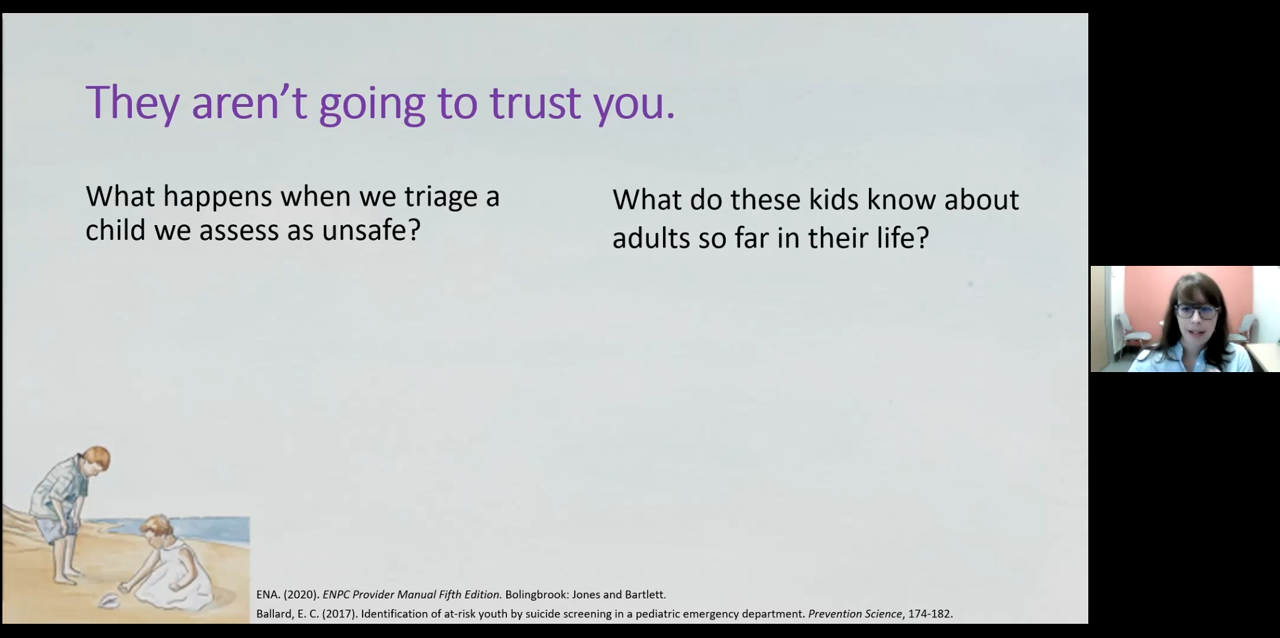 They aren’t going to trust you.
What happens when we triage a
child we assess as unsafe?
What do these kids know about
adults so far in their life?
ENA. (2020). ENPC Provider Manual Fifth Edition. Bolingbrook: Jones and Bartlett.
Ballard, E. C. (2017). Identification of at-risk youth by suicide screening in a pediatric emergency department. Prevention Science, 174-182.